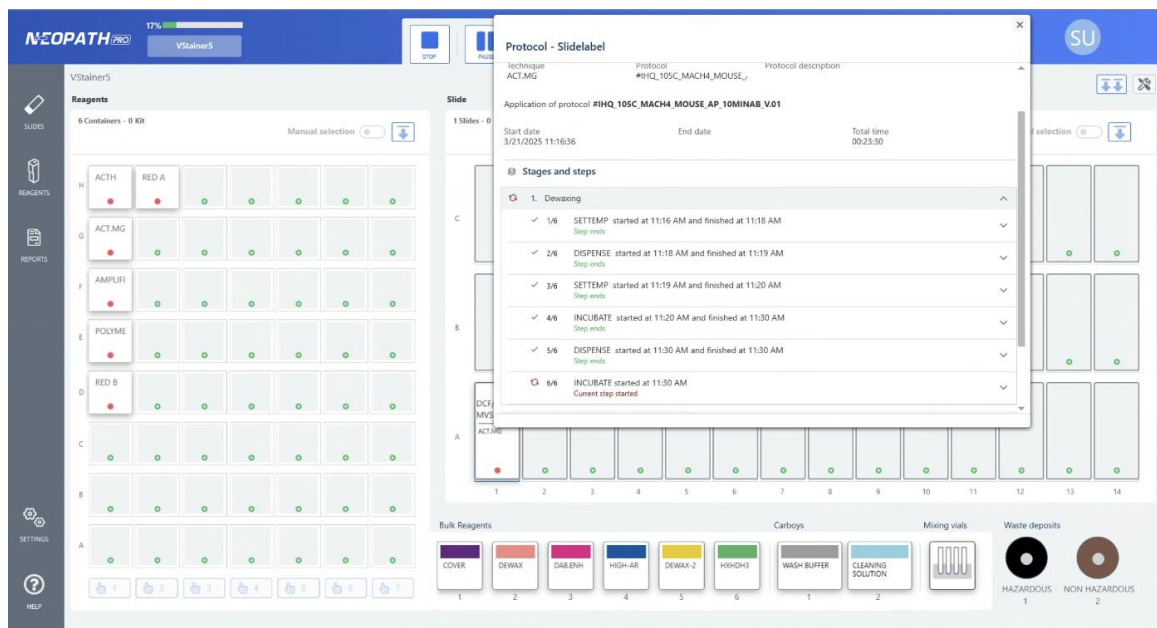 NEOPATH PRO
17%
VStainer5
STOP
PAUSE
SU
SLIDES
REAGENTS
REPORTS
SETTINGS
HELP
VStainer5
Reagents
6 Containers - 0 Kit
Manual selection
H
ACTH
RED A
G
ACT.MG
F
AMPLIFI
E
POLYME
D
RED B
C
B
A
1
2
3
4
5
6
7
Slide
1 Slides - 0
l selection
C
B
A
DCF/
MVS
ACT.MG
1 2 3 4 5 6 7 8 9 10 11 12 13 14
Protocol - Slidelabel
×
Technique Protocol Protocol description
ACT.MG #IHQ_105C_MACH4_MOUSE_
Application of protocol #IHQ_105C_MACH4_MOUSE_AP_10MINAB_V.01
Start date End date Total time
3/21/2025 11:16:36 00:23:30
Stages and steps
1. Dewaxing
1/6 SETTEMP started at 11:16 AM and finished at 11:18 AM
Step ends
2/6 DISPENSE started at 11:18 AM and finished at 11:19 AM
Step ends
3/6 SETTEMP started at 11:19 AM and finished at 11:20 AM
Step ends
4/6 INCUBATE started at 11:20 AM and finished at 11:30 AM
Step ends
5/6 DISPENSE started at 11:30 AM and finished at 11:30 AM
Step ends
6/6 INCUBATE started at 11:30 AM
Current step started
Bulk Reagents
COVER
DEWAX
DAB.ENH
HIGH-AR
DEWAX-2
HXHDH3
1 2 3 4 5 6
Carboys
WASH BUFFER
CLEANING
SOLUTION
1 2
Mixing vials
Waste deposits
HAZARDOUS
1
NON HAZARDOUS
2